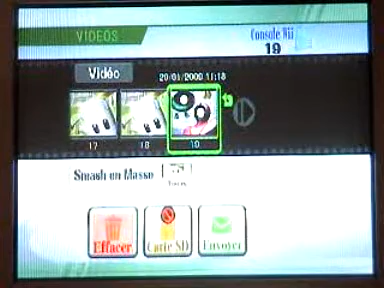 VIDÉOS
Console Wii
19
Vidéo
20/01/2000 11:18
17
18
19
Smash en Masse
Effacer
Carte SD
Envoyer